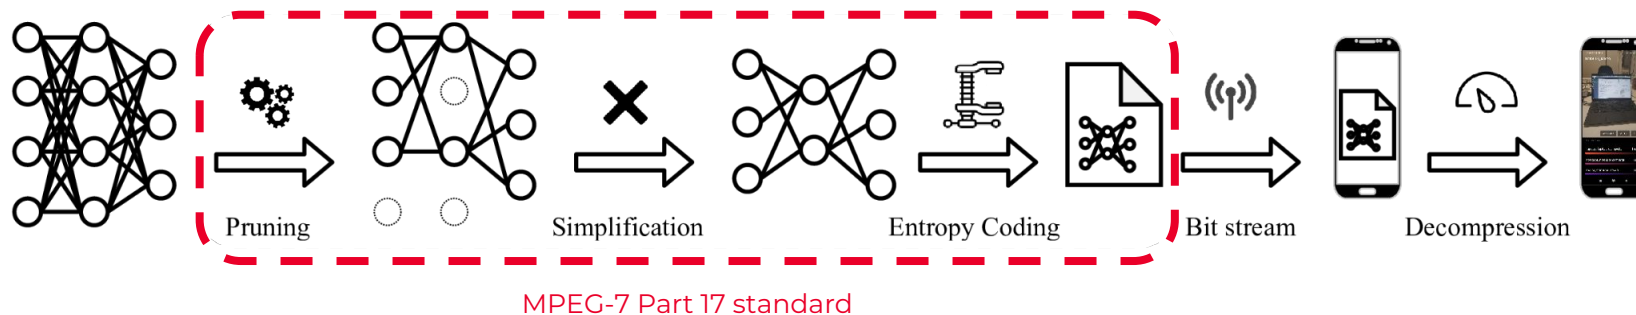 Pruning
Simplification
Entropy Coding
Bit stream
Decompression
MPEG-7 Part 17 standard